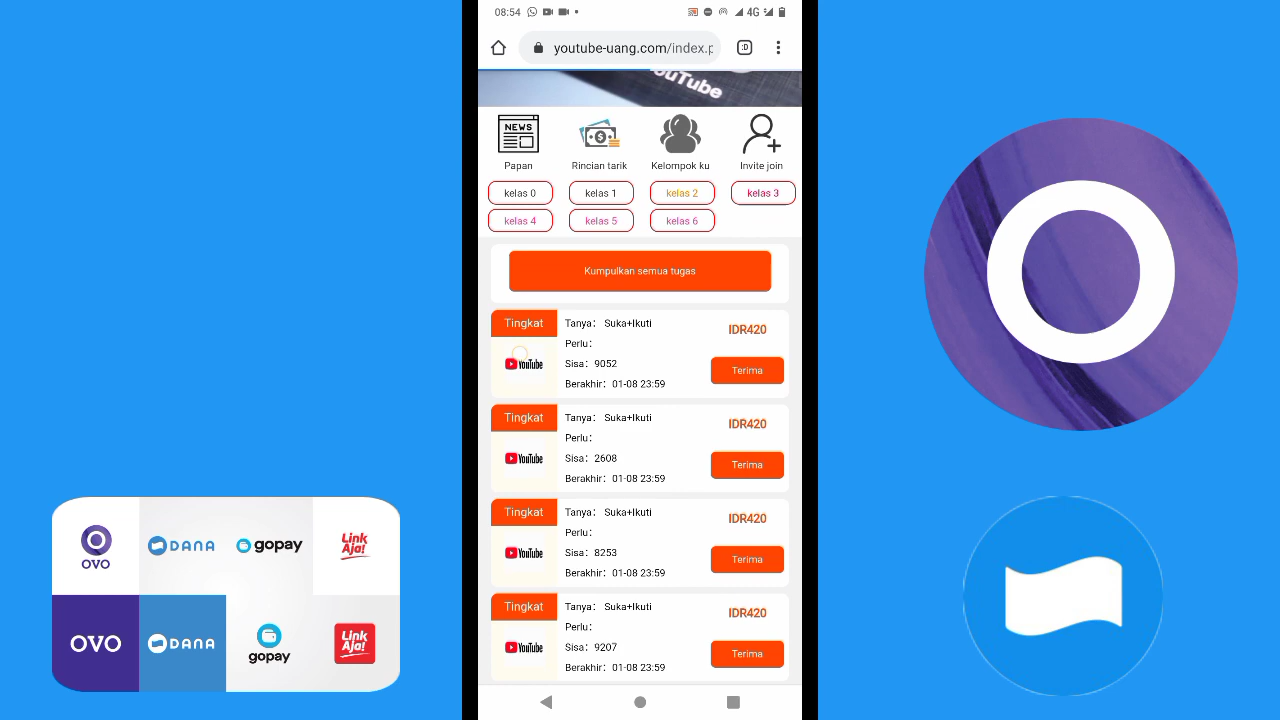 08:54
4G
:D
youtube-uang.com/index.p
ouTube
NEWS
Papan
Rincian tarik
Kelompok ku
Invite join
kelas 0
kelas 1
kelas 2
kelas 3
kelas 4
kelas 5
kelas 6
Kumpulkan semua tugas
Tingkat
YouTube
Tanya: Suka+Ikuti
Perlu:
Sisa: 9052
Berakhir: 01-08 23:59
IDR420
Terima
Tingkat
YouTube
Tanya: Suka+Ikuti
Perlu:
Sisa: 2608
Berakhir: 01-08 23:59
IDR420
Terima
Tingkat
YouTube
Tanya: Suka+Ikuti
Perlu:
Sisa: 8253
Berakhir: 01-08 23:59
IDR420
Terima
Tingkat
YouTube
Tanya: Suka+Ikuti
Perlu:
Sisa: 9207
Berakhir: 01-08 23:59
IDR420
Terima
OVO
DANA
gopay
Link
Aja!
OVO
DANA
gopay
Link
Aja!